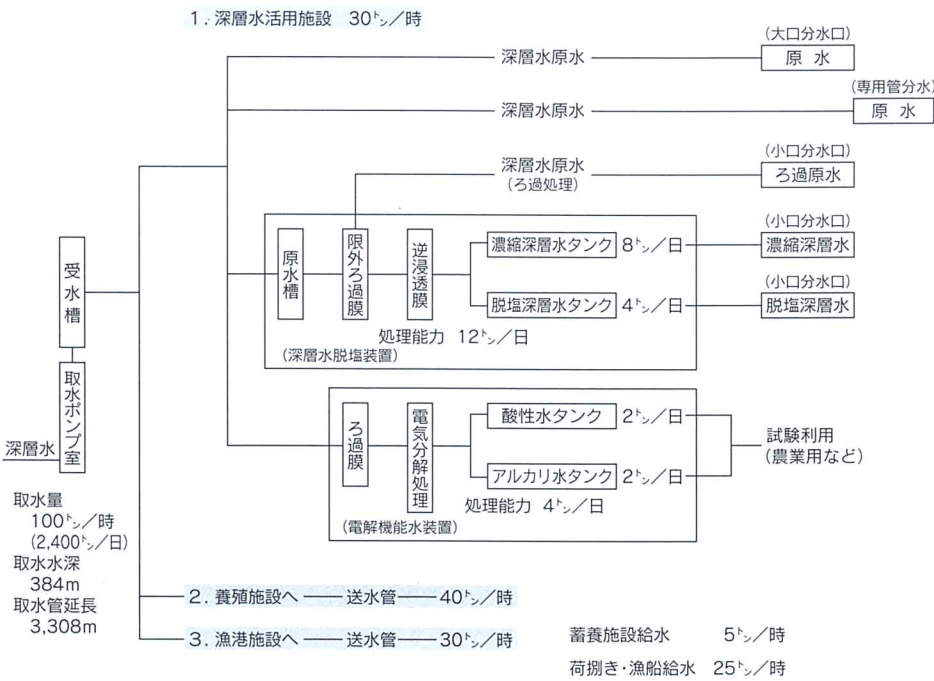 1. 深層水活用施設 30㌧／時
(大口分水口)
深層水原水
原水
(専用管分水)
深層水原水
原水
(小口分水口)
深層水原水
(ろ過処理)
ろ過原水
受水槽
取水ポンプ室
深層水
原水槽
限外ろ過膜
逆浸透膜
濃縮深層水タンク 8㌧／日
(小口分水口)
濃縮深層水
脱塩深層水タンク 4㌧／日
(小口分水口)
脱塩深層水
処理能力 12㌧／日
(深層水脱塩装置)
ろ過膜
電気分解処理
酸性水タンク 2㌧／日
アルカリ水タンク 2㌧／日
試験利用
(農業用など)
処理能力 4㌧／日
(電解機能水装置)
取水量
100㌧／時
(2,400㌧／日)
取水水深
384m
取水管延長
3,308m
2. 養殖施設へ 送水管 40㌧／時
3. 漁港施設へ 送水管 30㌧／時
蓄養施設給水 5㌧／時
荷捌き・漁船給水 25㌧／時